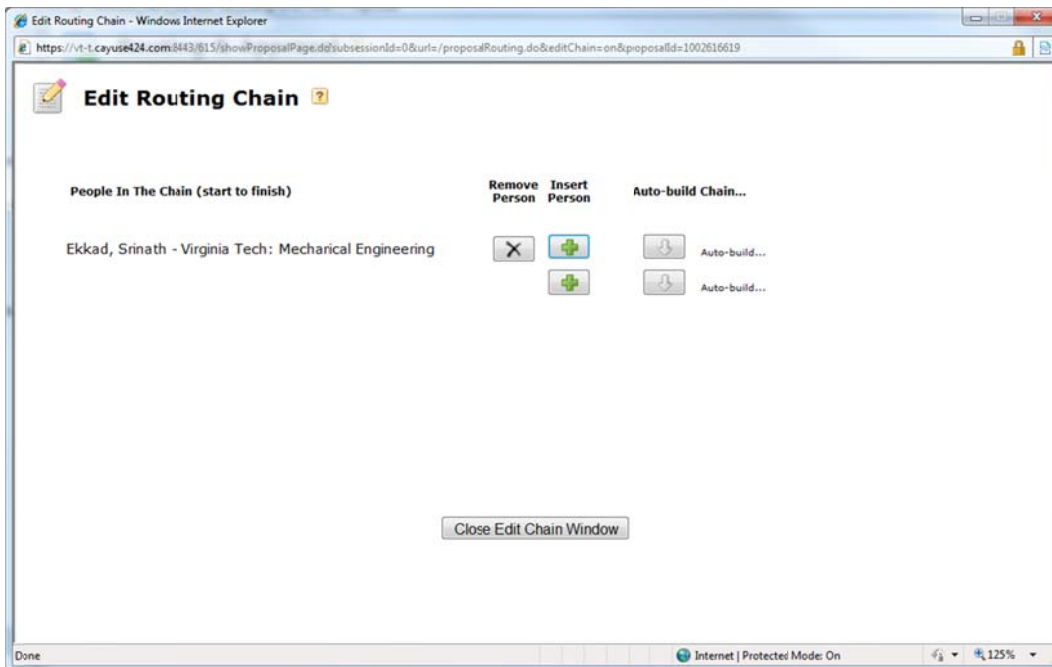 Edit Routing Chain - Windows Internet Explorer
https://vt-t.cayuse424.com:8443/615/showProposalPage.do?subsessionId=0&url=/proposalRouting.do&editChain=on&proposalId=1002616619
Edit Routing Chain ?
People In The Chain (start to finish) Remove Person Insert Person Auto-build Chain...
Ekkad, Srinath - Virginia Tech: Mecharical Engineering Auto-build...
Auto-build...
Close Edit Chain Window
Done Internet | Protected Mode: On 125%